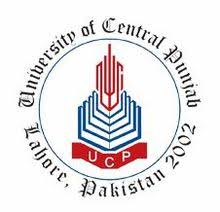 University of Central Punjab
UCP
Lahore, Pakistan 2002